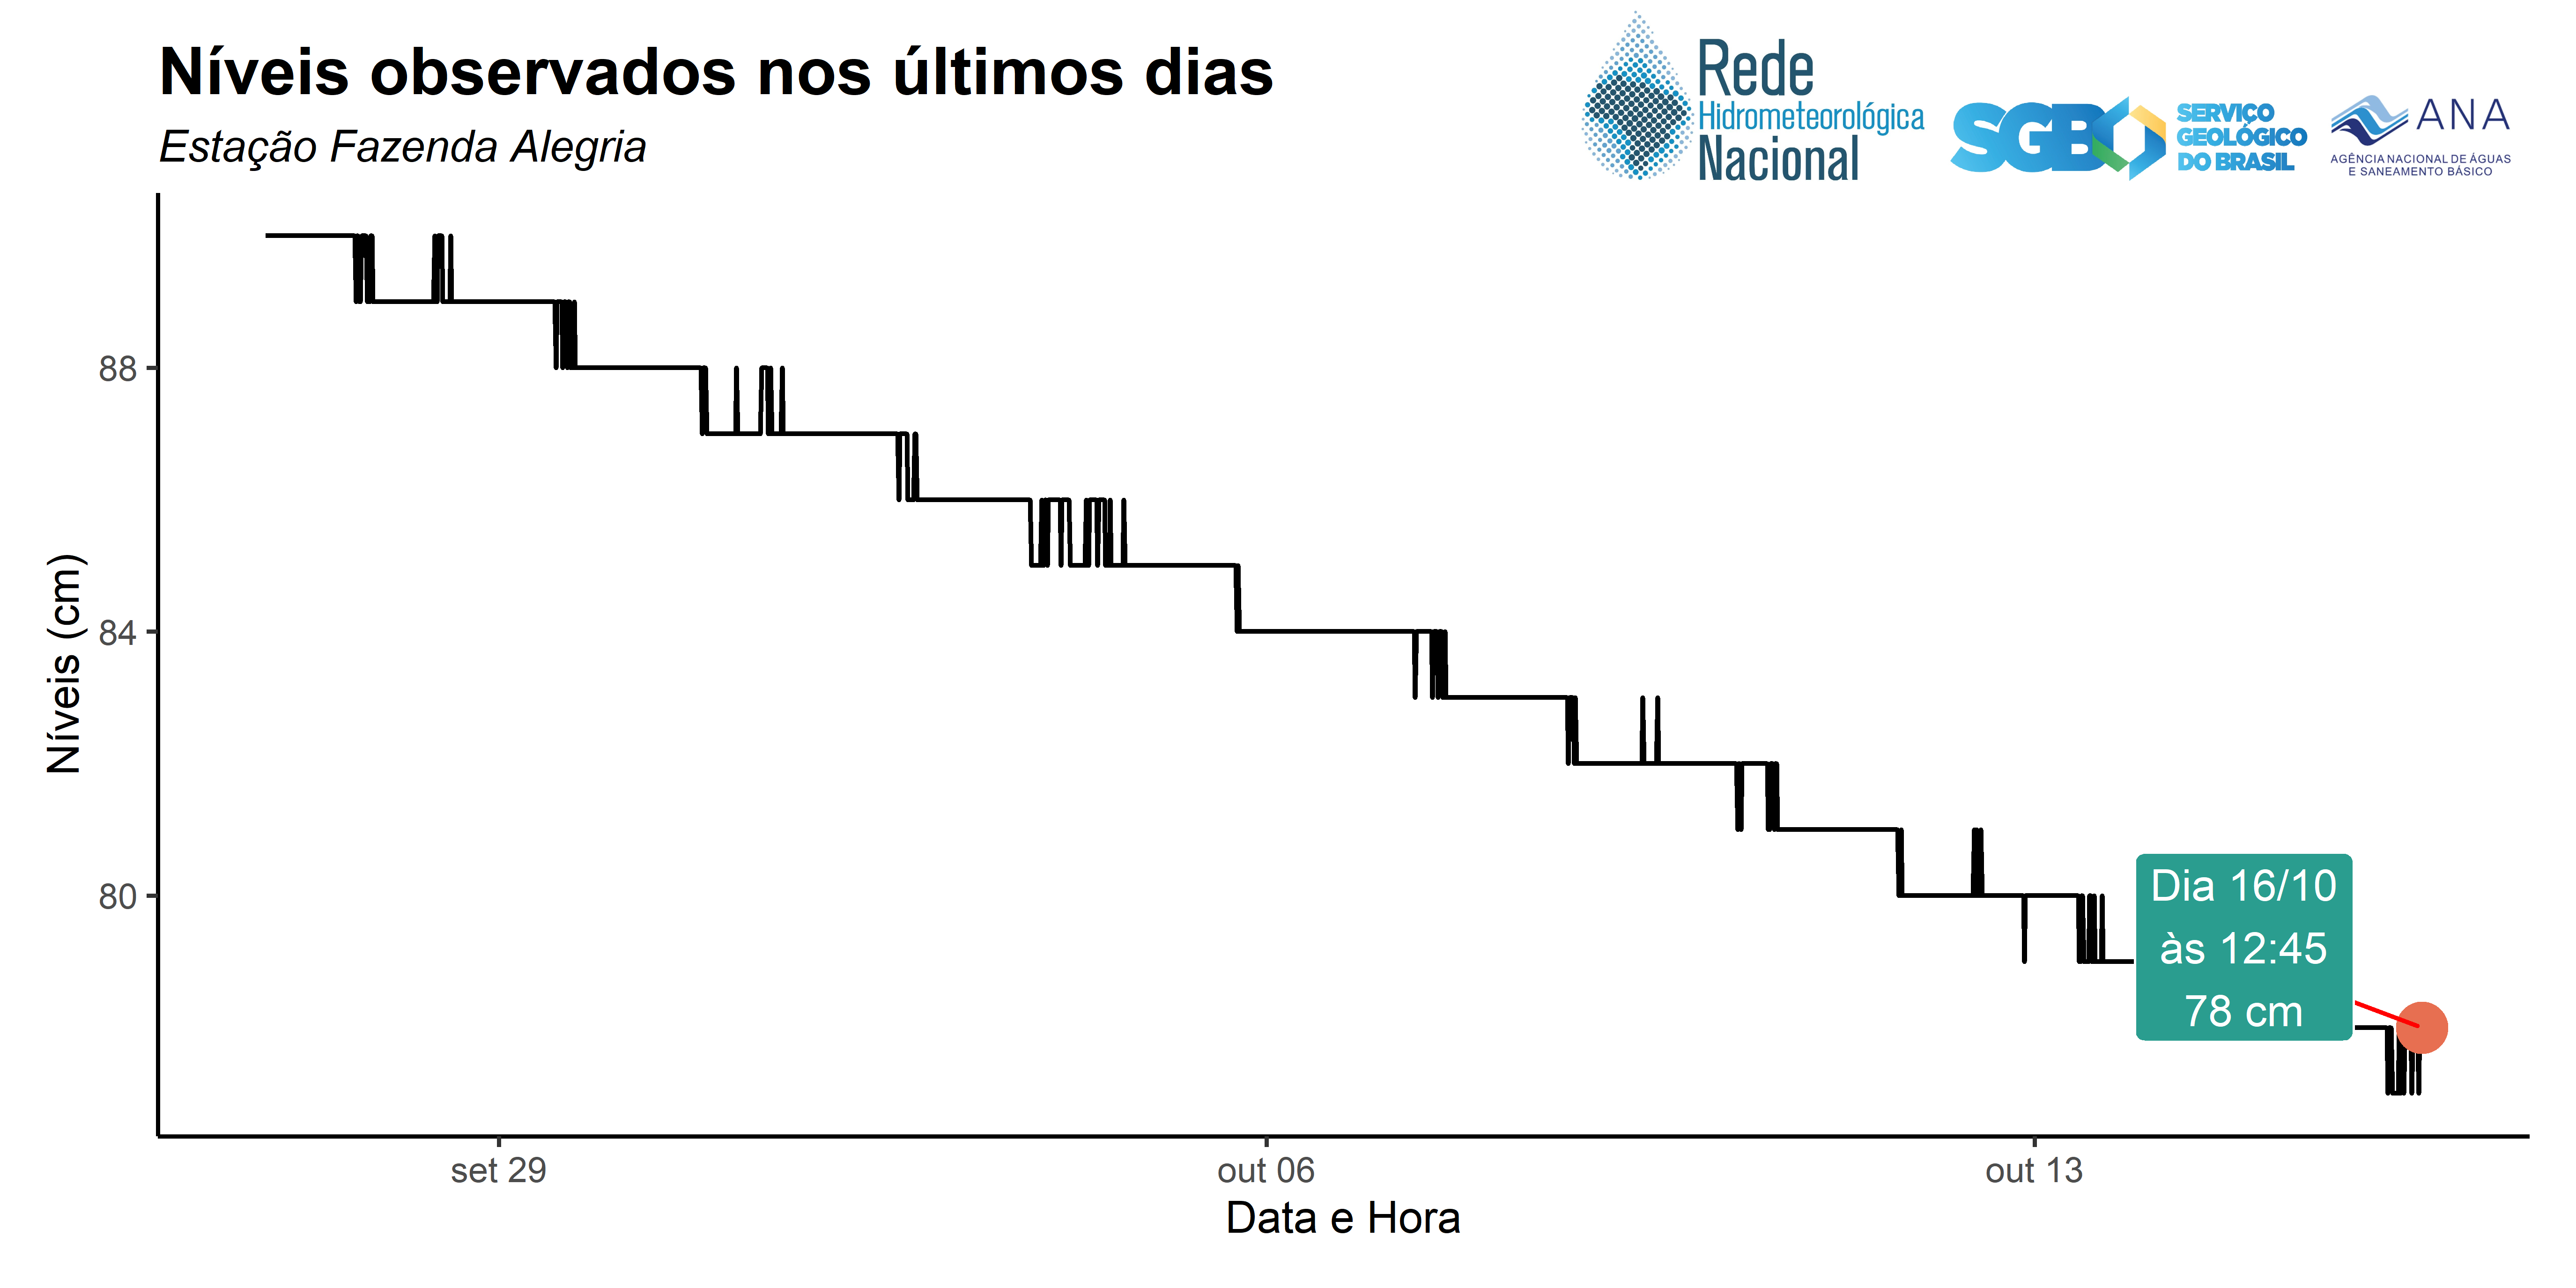 Níveis observados nos últimos dias
Estação Fazenda Alegria
Rede
Hidrometeorológica
Nacional
SGB
SERVIÇO
GEOLÓGICO
DO BRASIL
ANA
AGÊNCIA NACIONAL DE ÁGUAS
E SANEAMENTO BÁSICO
Níveis (cm)
88
84
80
Dia 16/10
às 12:45
78 cm
set 29
out 06
out 13
Data e Hora